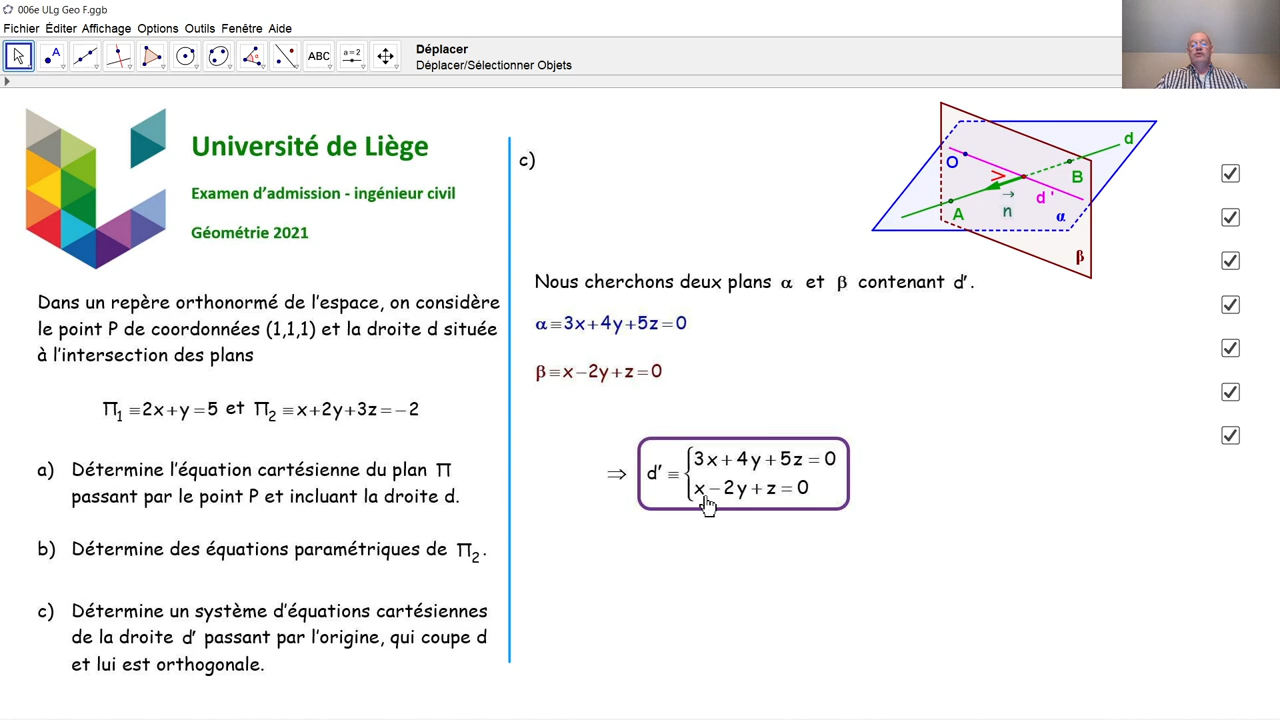 006e ULg Geo F.ggb
Fichier Éditer Affichage Options Outils Fenêtre Aide
A ABC a=2 Déplacer
Déplacer/Sélectionner Objets
Université de Liège
Examen d'admission - ingénieur civil
Géométrie 2021
Dans un repère orthonormé de l'espace, on considère
le point P de coordonnées (1,1,1) et la droite d située
à l'intersection des plans
Π₁ ≡ 2x+y = 5 et Π₂ ≡ x+2y+3z = −2
a) Détermine l'équation cartésienne du plan Π
passant par le point P et incluant la droite d.
b) Détermine des équations paramétriques de Π₂.
c) Détermine un système d'équations cartésiennes
de la droite d' passant par l'origine, qui coupe d
et lui est orthogonale.
c)
d
O
B
d'
A
n
α
β
Nous cherchons deux plans α et β contenant d'.
α ≡ 3x+4y+5z = 0
β ≡ x−2y+z = 0
⇒ d' ≡ { 3x+4y+5z = 0
x−2y+z = 0